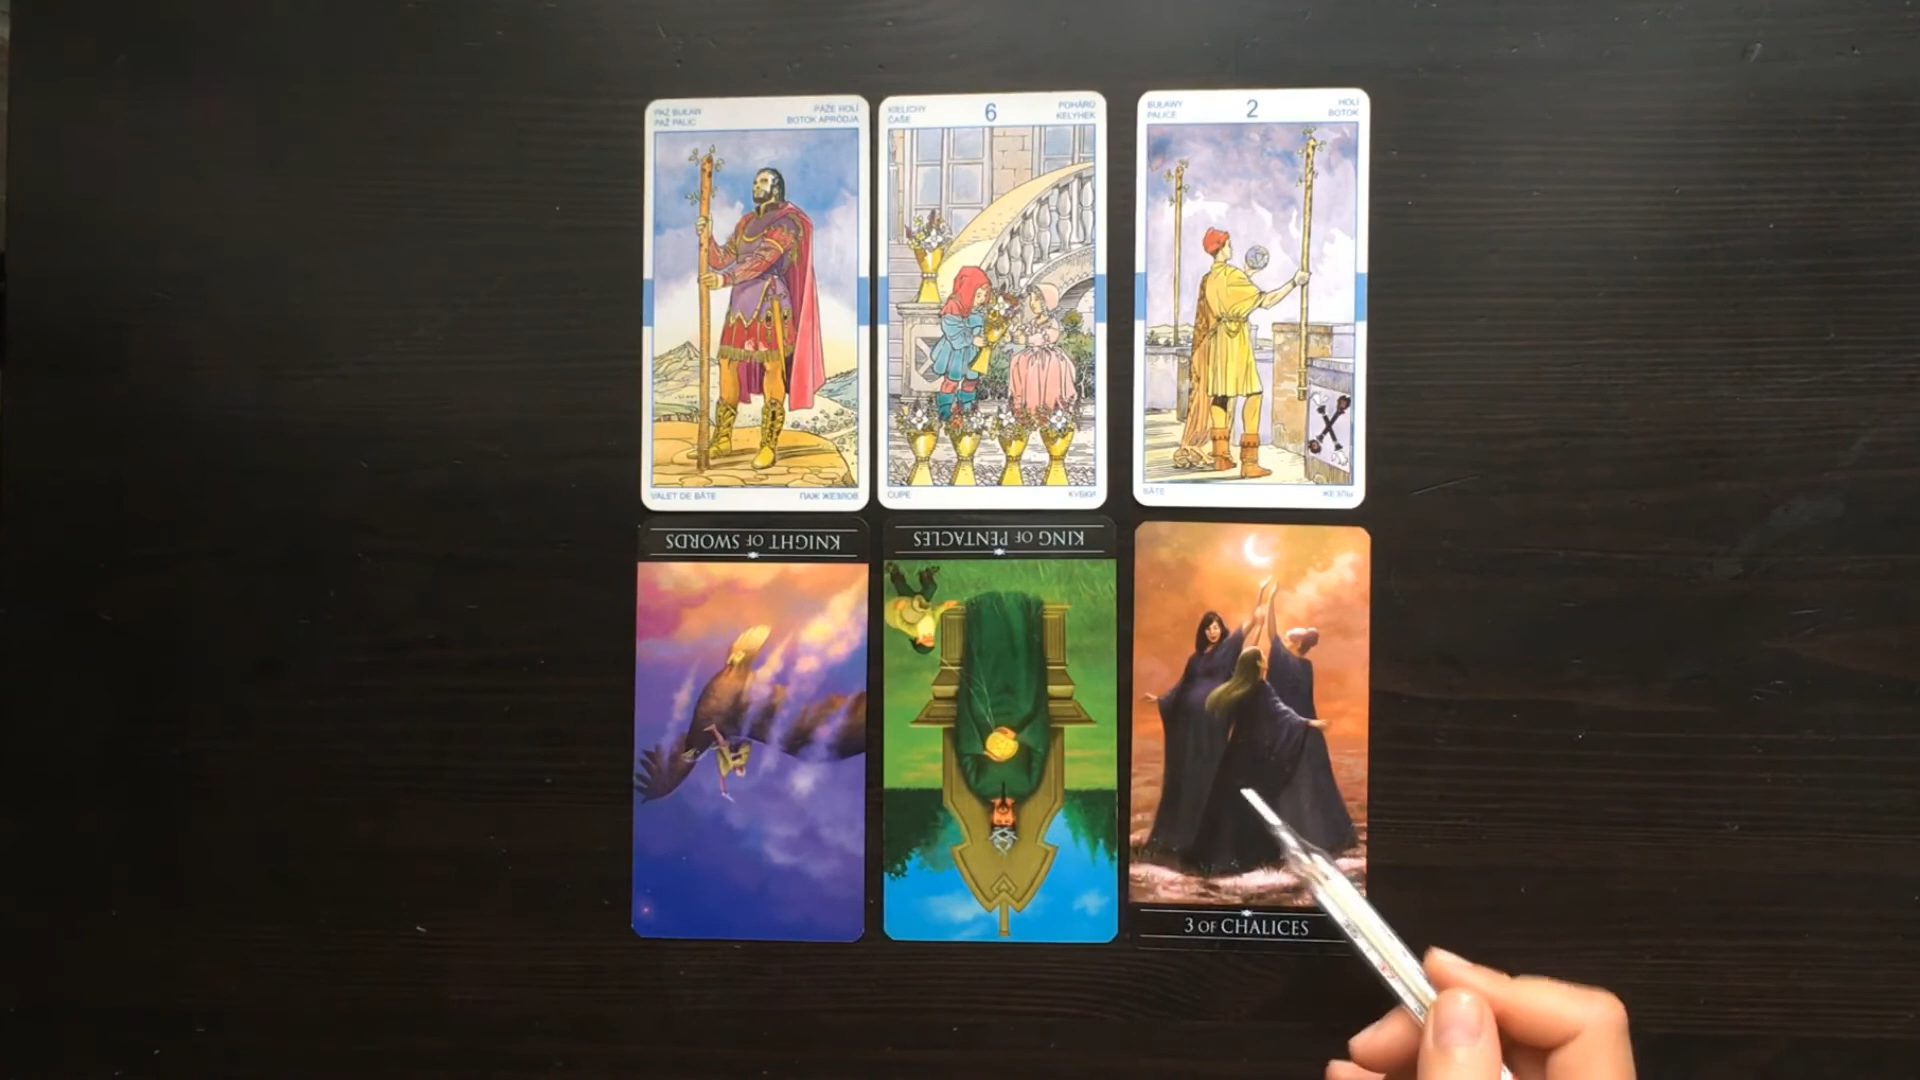 PAŹ BUŁAW
PAŽ PALIC
PÁŽE HOLÍ
BOTOK APRÓDJA
VALET DE BÂTE
ПАЖ ЖЕЗЛОВ
KIELICHY
ČAŠE
6
POHÁRŮ
KELYHEK
CUPE
КУБКИ
BUŁAWY
PALICE
2
HOLÍ
BOTOK
BÂTE
ЖЕЗЛЫ
KNIGHT OF SWORDS
KING OF PENTACLES
3 OF CHALICES